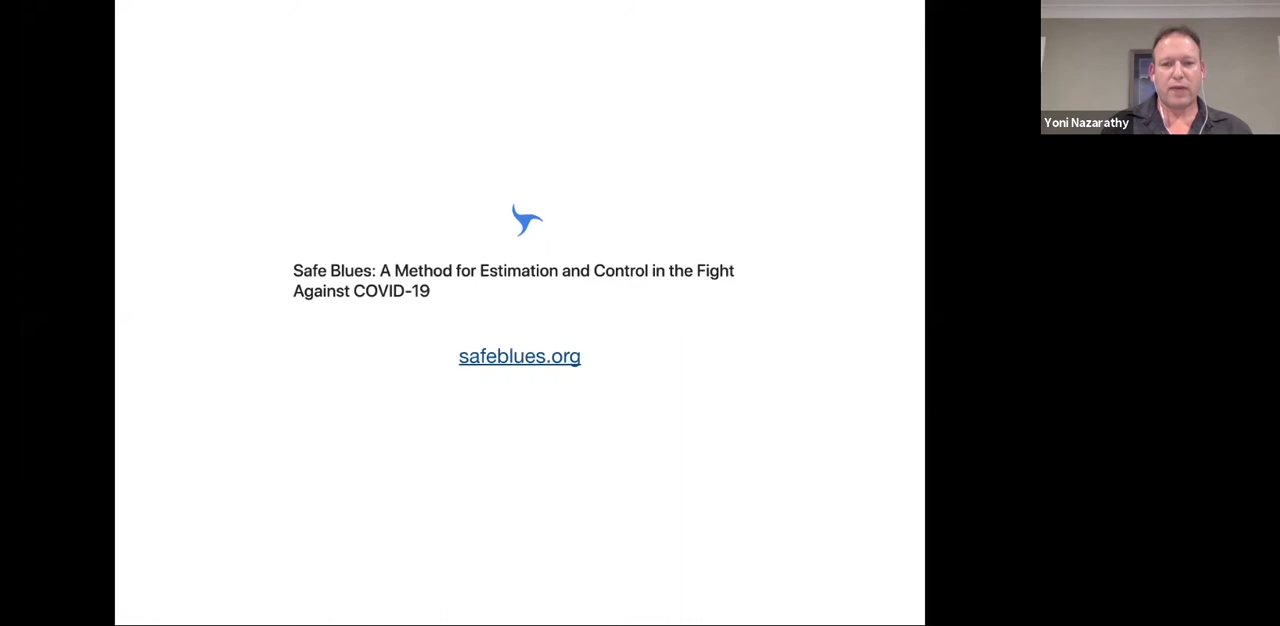 Safe Blues: A Method for Estimation and Control in the Fight
Against COVID-19
safeblues.org
Yoni Nazarathy